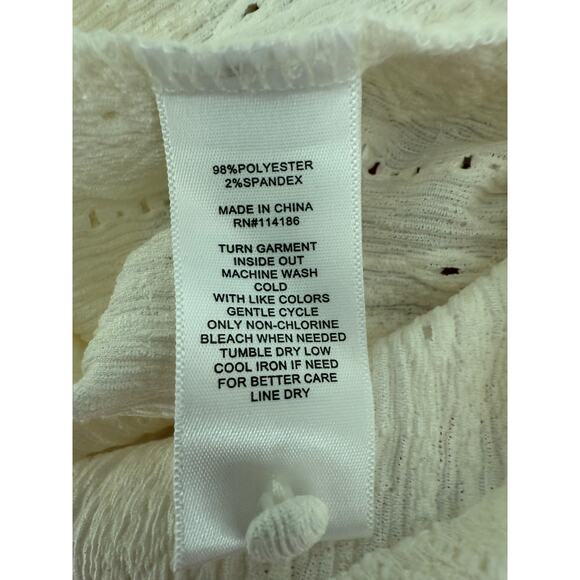 98%POLYESTER
2%SPANDEX
MADE IN CHINA
RN#114186
TURN GARMENT
INSIDE OUT
MACHINE WASH
COLD
WITH LIKE COLORS
GENTLE CYCLE
ONLY NON-CHLORINE
BLEACH WHEN NEEDED
TUMBLE DRY LOW
COOL IRON IF NEED
FOR BETTER CARE
LINE DRY